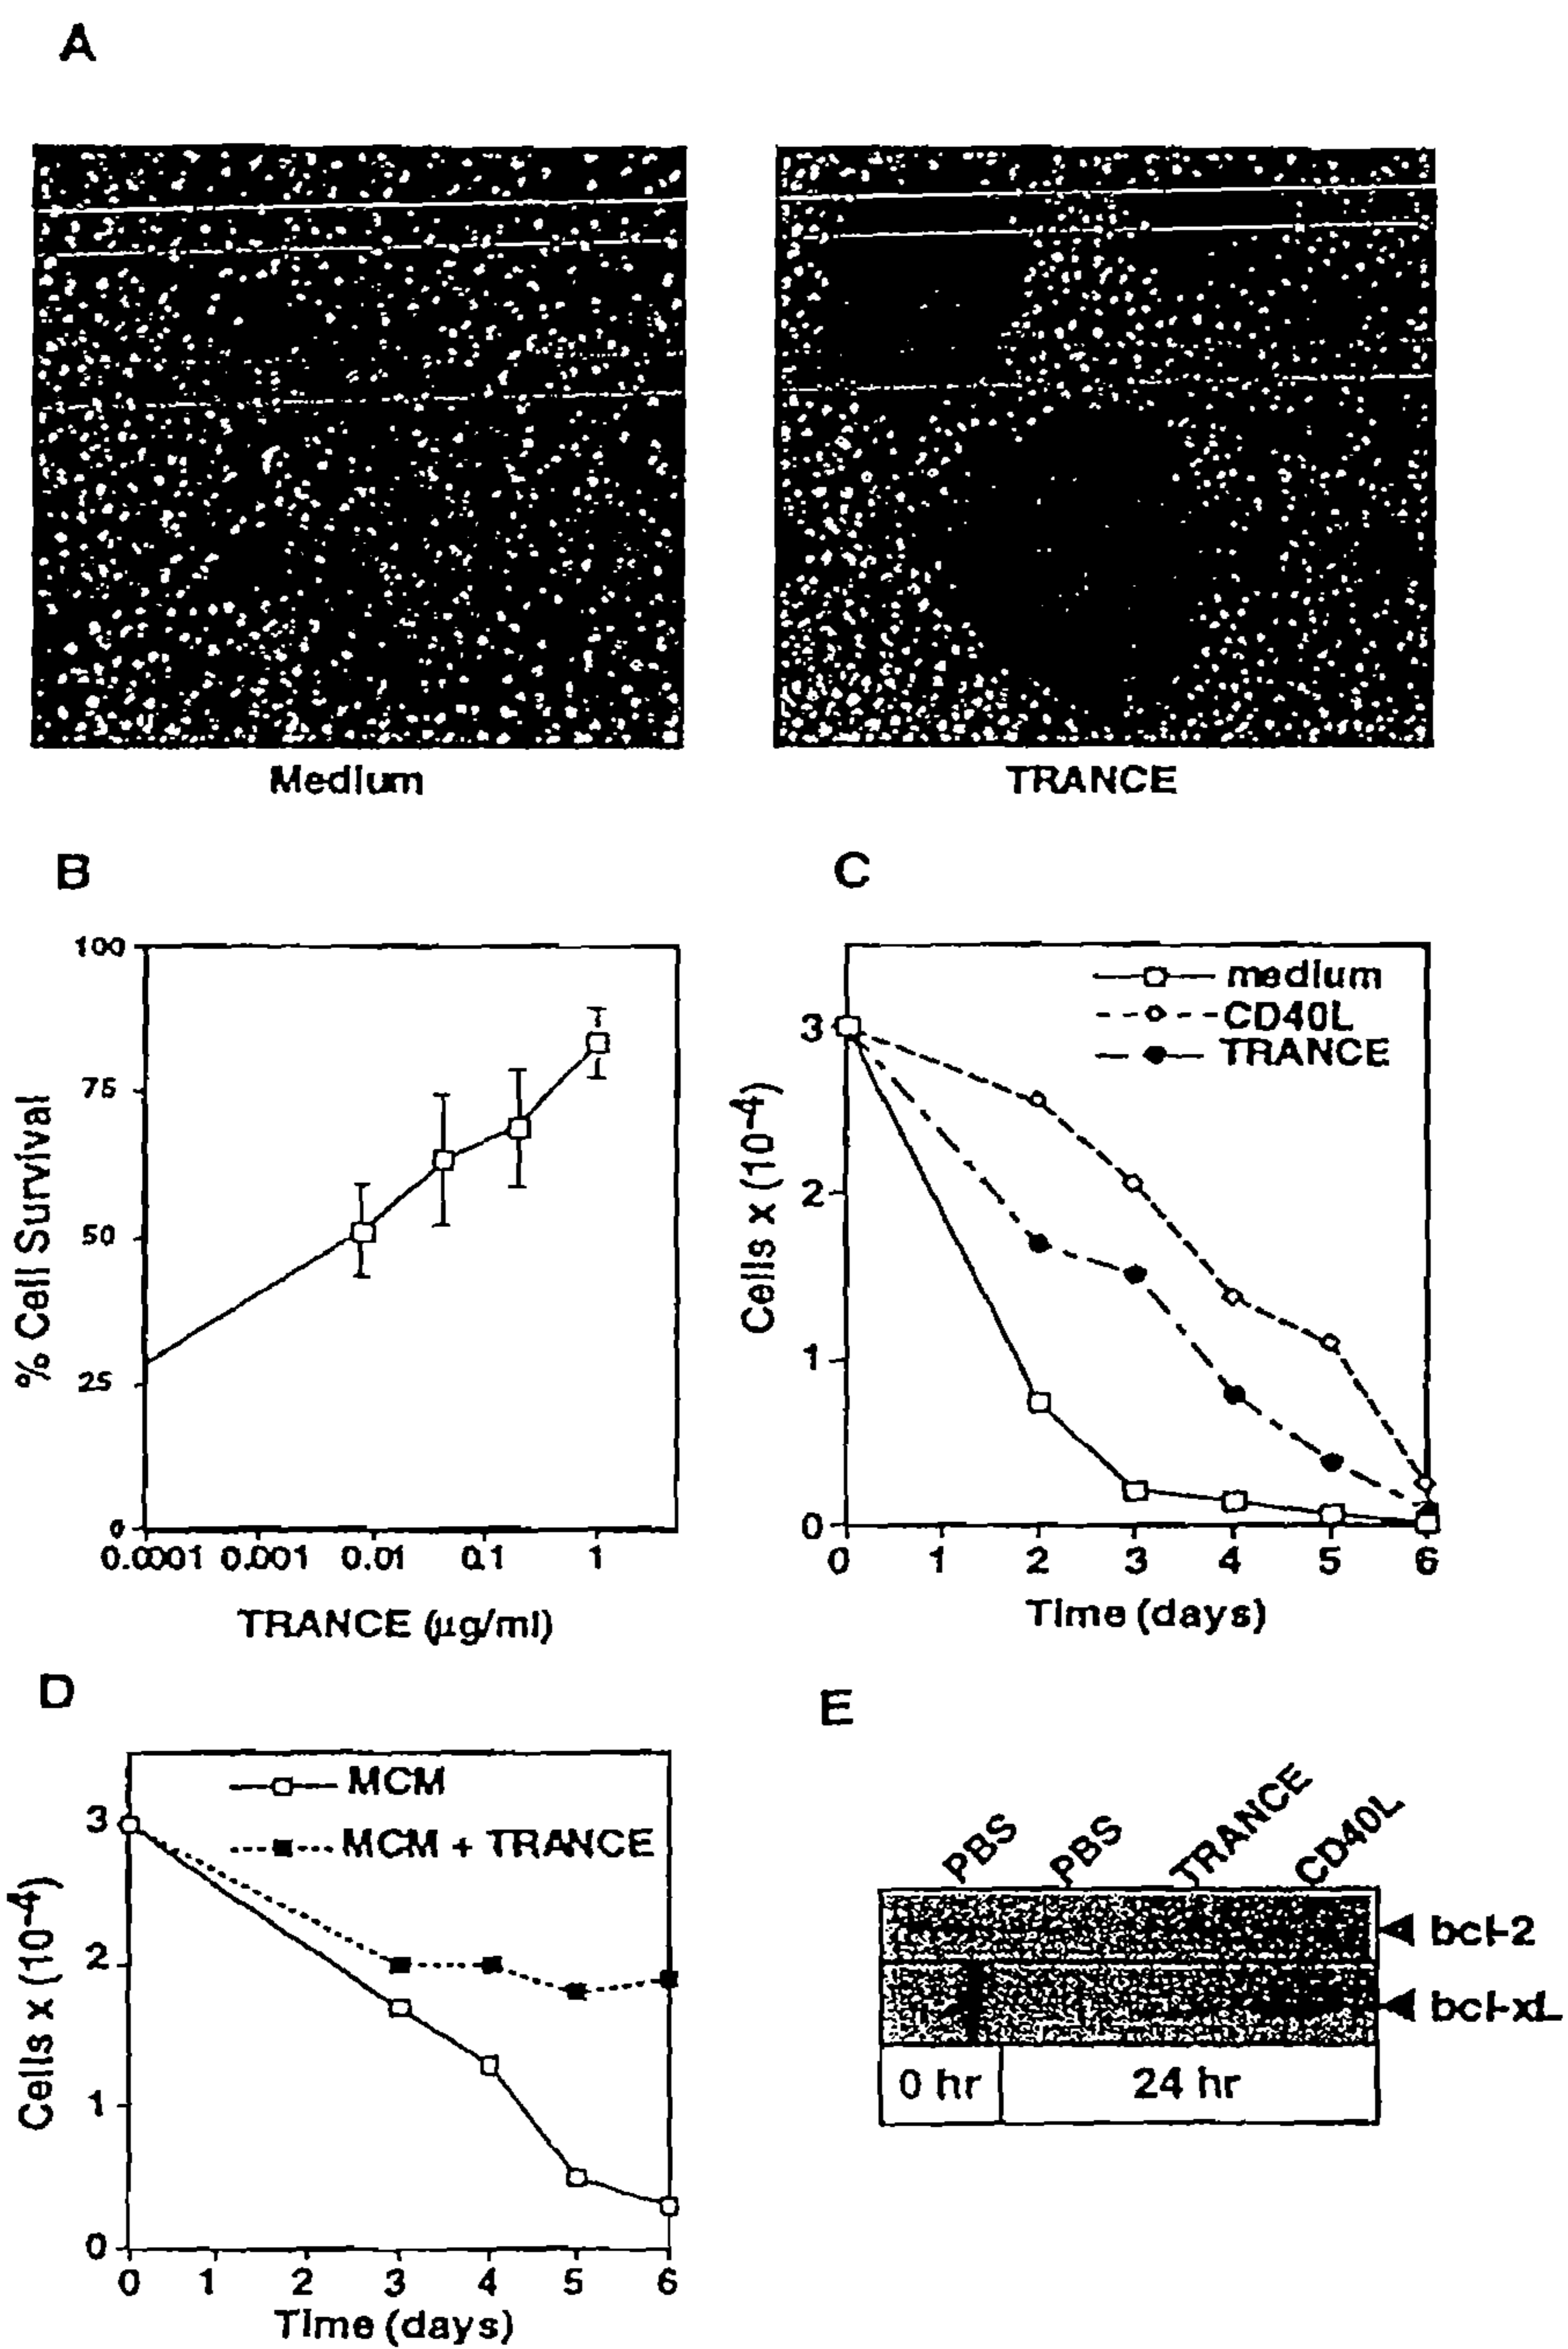 A
Medium
TRANCE
B
100
75
50
25
0
% Cell Survival
0.0001 0.001 0.01 0.1 1
TRANCE (µg/ml)
C
medium
CD40L
TRANCE
3
2
1
0
Cells x (10⁻⁴)
0 1 2 3 4 5 6
Time (days)
D
MCM
MCM + TRANCE
3
2
1
0
Cells x (10⁻⁴)
0 1 2 3 4 5 6
Time (days)
E
PBS PBS TRANCE CD40L
bcl-2
bcl-xL
0 hr 24 hr